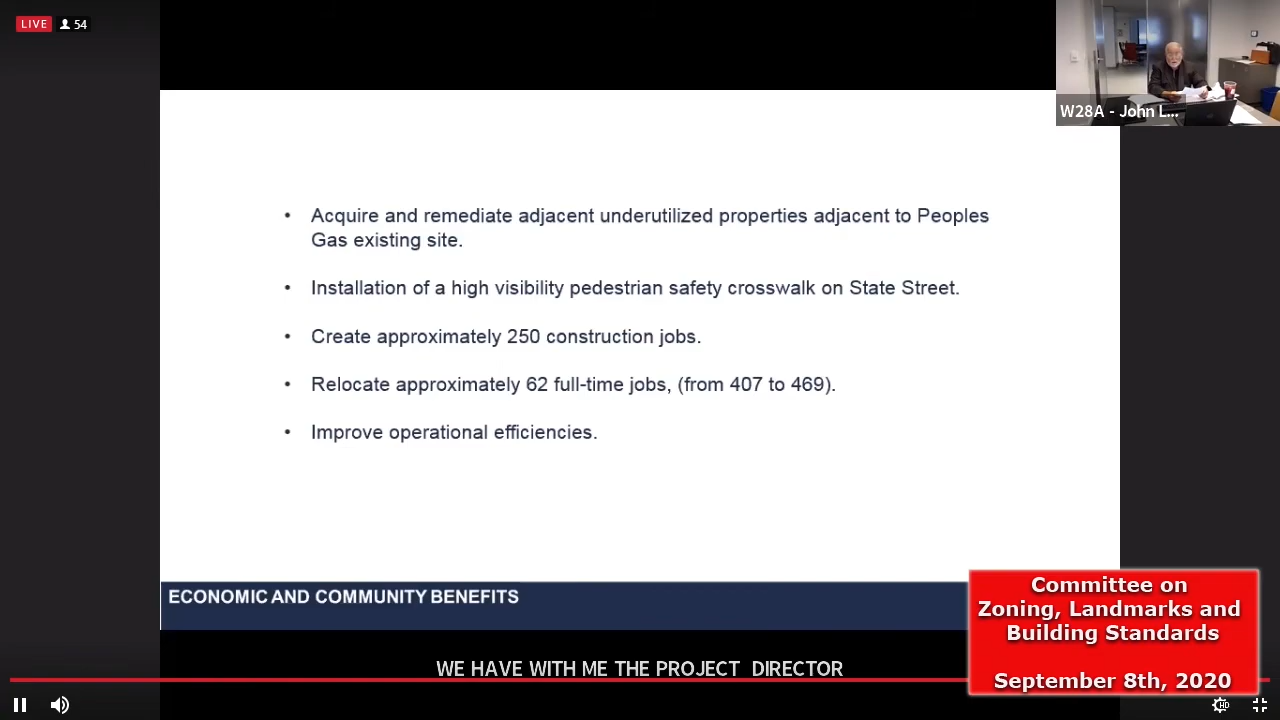 LIVE 54
W28A - John L...
• Acquire and remediate adjacent underutilized properties adjacent to Peoples
Gas existing site.
• Installation of a high visibility pedestrian safety crosswalk on State Street.
• Create approximately 250 construction jobs.
• Relocate approximately 62 full-time jobs, (from 407 to 469).
• Improve operational efficiencies.
ECONOMIC AND COMMUNITY BENEFITS
Committee on
Zoning, Landmarks and
Building Standards
September 8th, 2020
WE HAVE WITH ME THE PROJECT DIRECTOR
HD